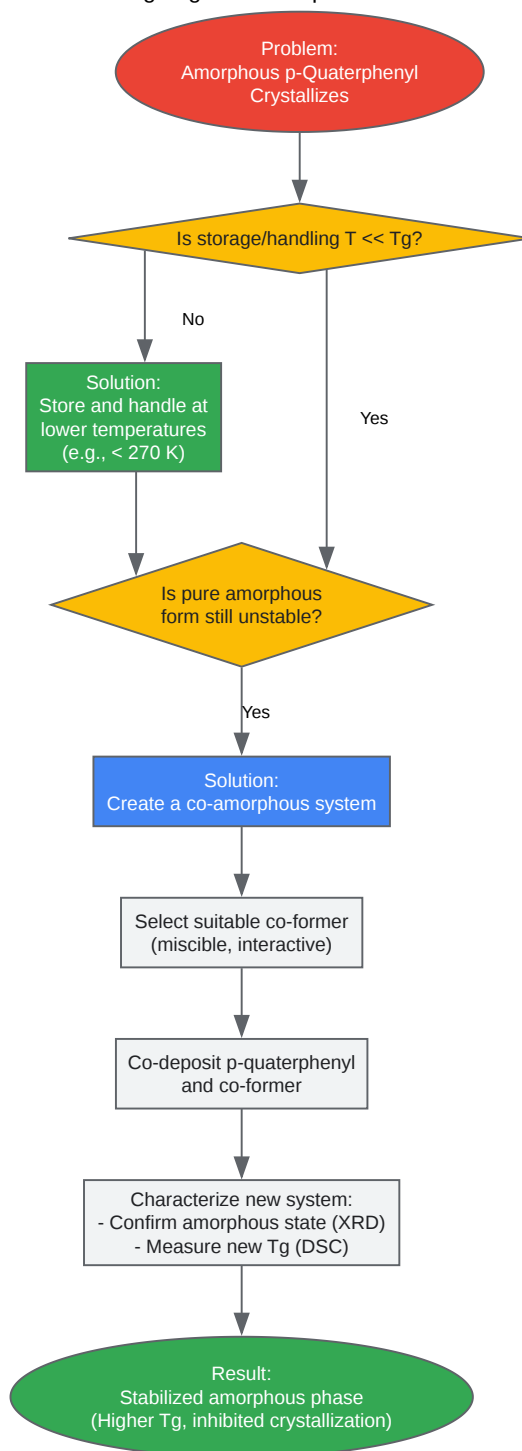 Problem:
Amorphous p-Quaterphenyl
Crystallizes
Is storage/handling T << Tg?
No
Solution:
Store and handle at
lower temperatures
(e.g., < 270 K)
Yes
Is pure amorphous
form still unstable?
Yes
Solution:
Create a co-amorphous system
Select suitable co-former
(miscible, interactive)
Co-deposit p-quaterphenyl
and co-former
Characterize new system:
- Confirm amorphous state (XRD)
- Measure new Tg (DSC)
Result:
Stabilized amorphous phase
(Higher Tg, inhibited crystallization)